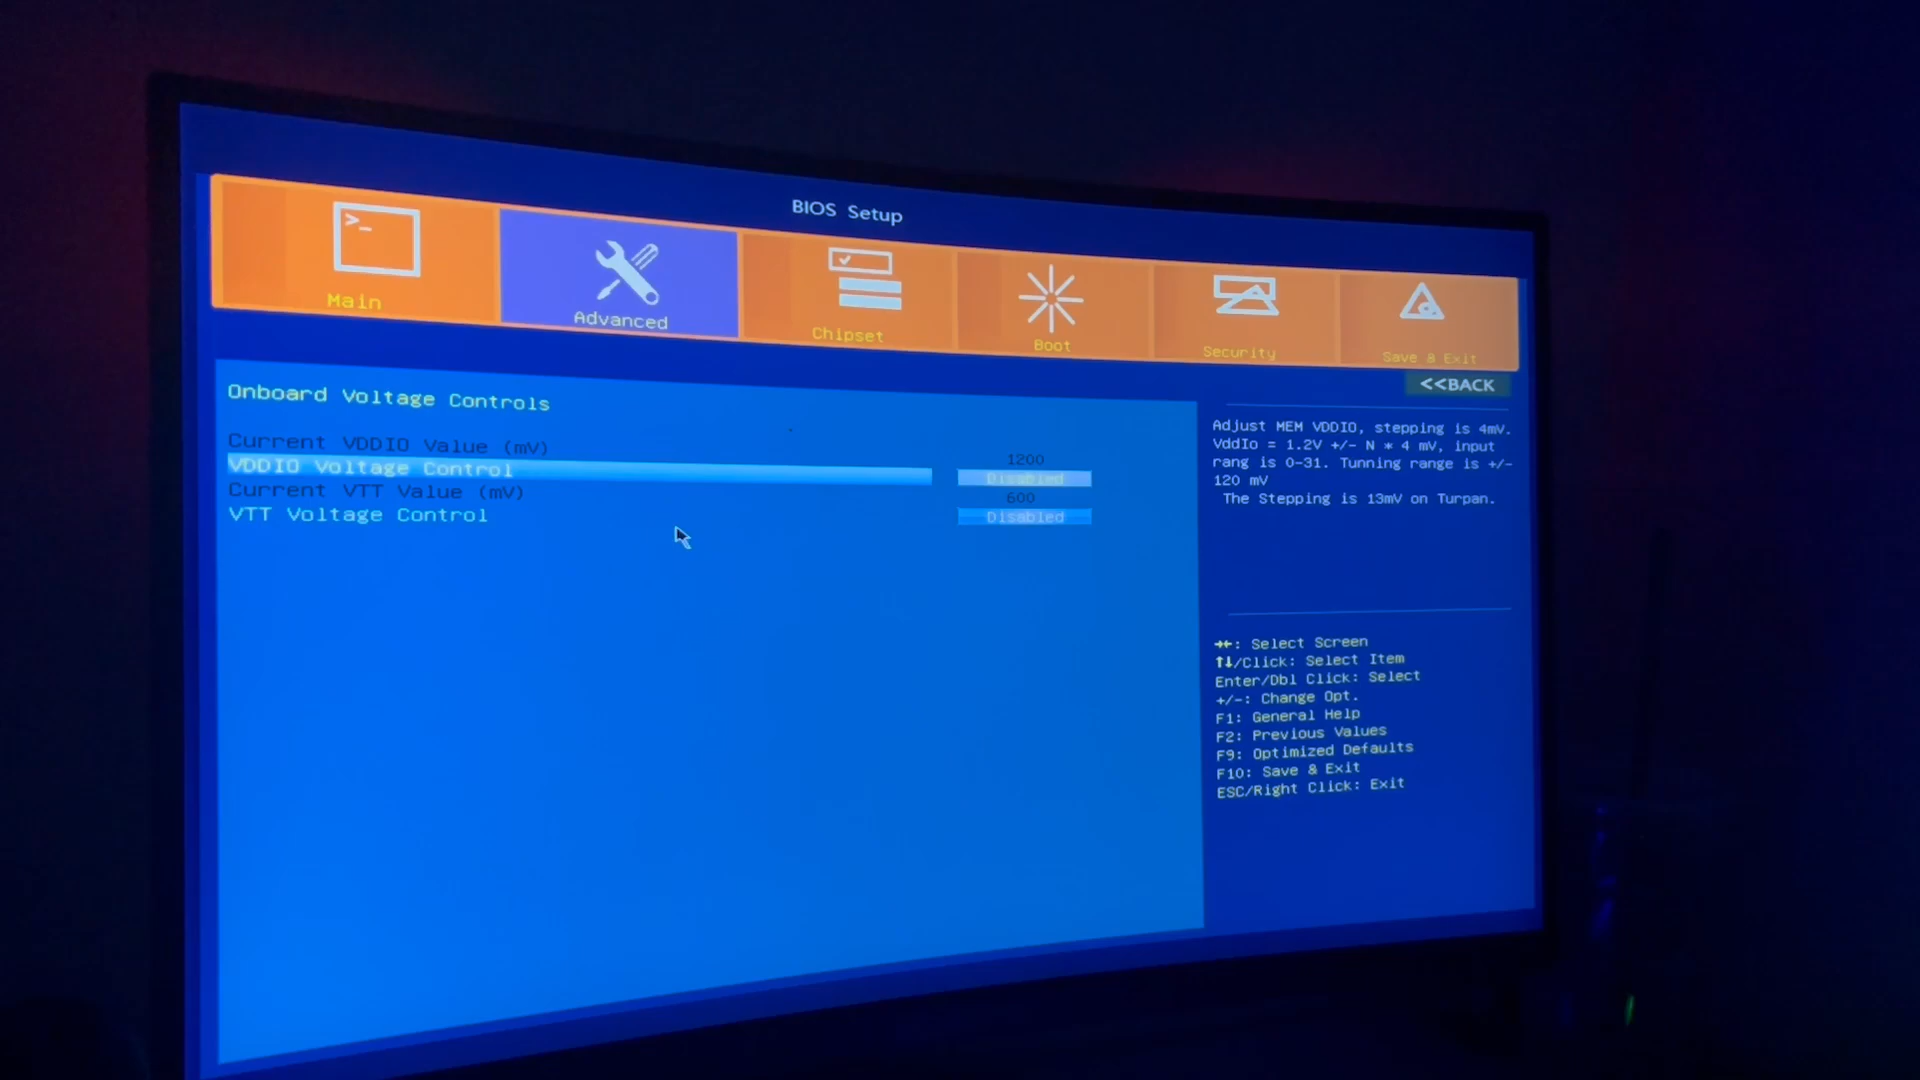 BIOS Setup
Main
Advanced
Chipset
Boot
Security
Save & Exit
<<BACK
Onboard Voltage Controls
Current VDDIO Value (mV) 1200
VDDIO Voltage Control Disabled
Current VTT Value (mV) 600
VTT Voltage Control Disabled
Adjust MEM VDDIO, stepping is 4mV.
VddIo = 1.2V +/- N * 4 mV, input
rang is 0-31. Tunning range is +/-
120 mV
The Stepping is 13mV on Turpan.
→←: Select Screen
↑↓/Click: Select Item
Enter/Dbl Click: Select
+/-: Change Opt.
F1: General Help
F2: Previous Values
F9: Optimized Defaults
F10: Save & Exit
ESC/Right Click: Exit